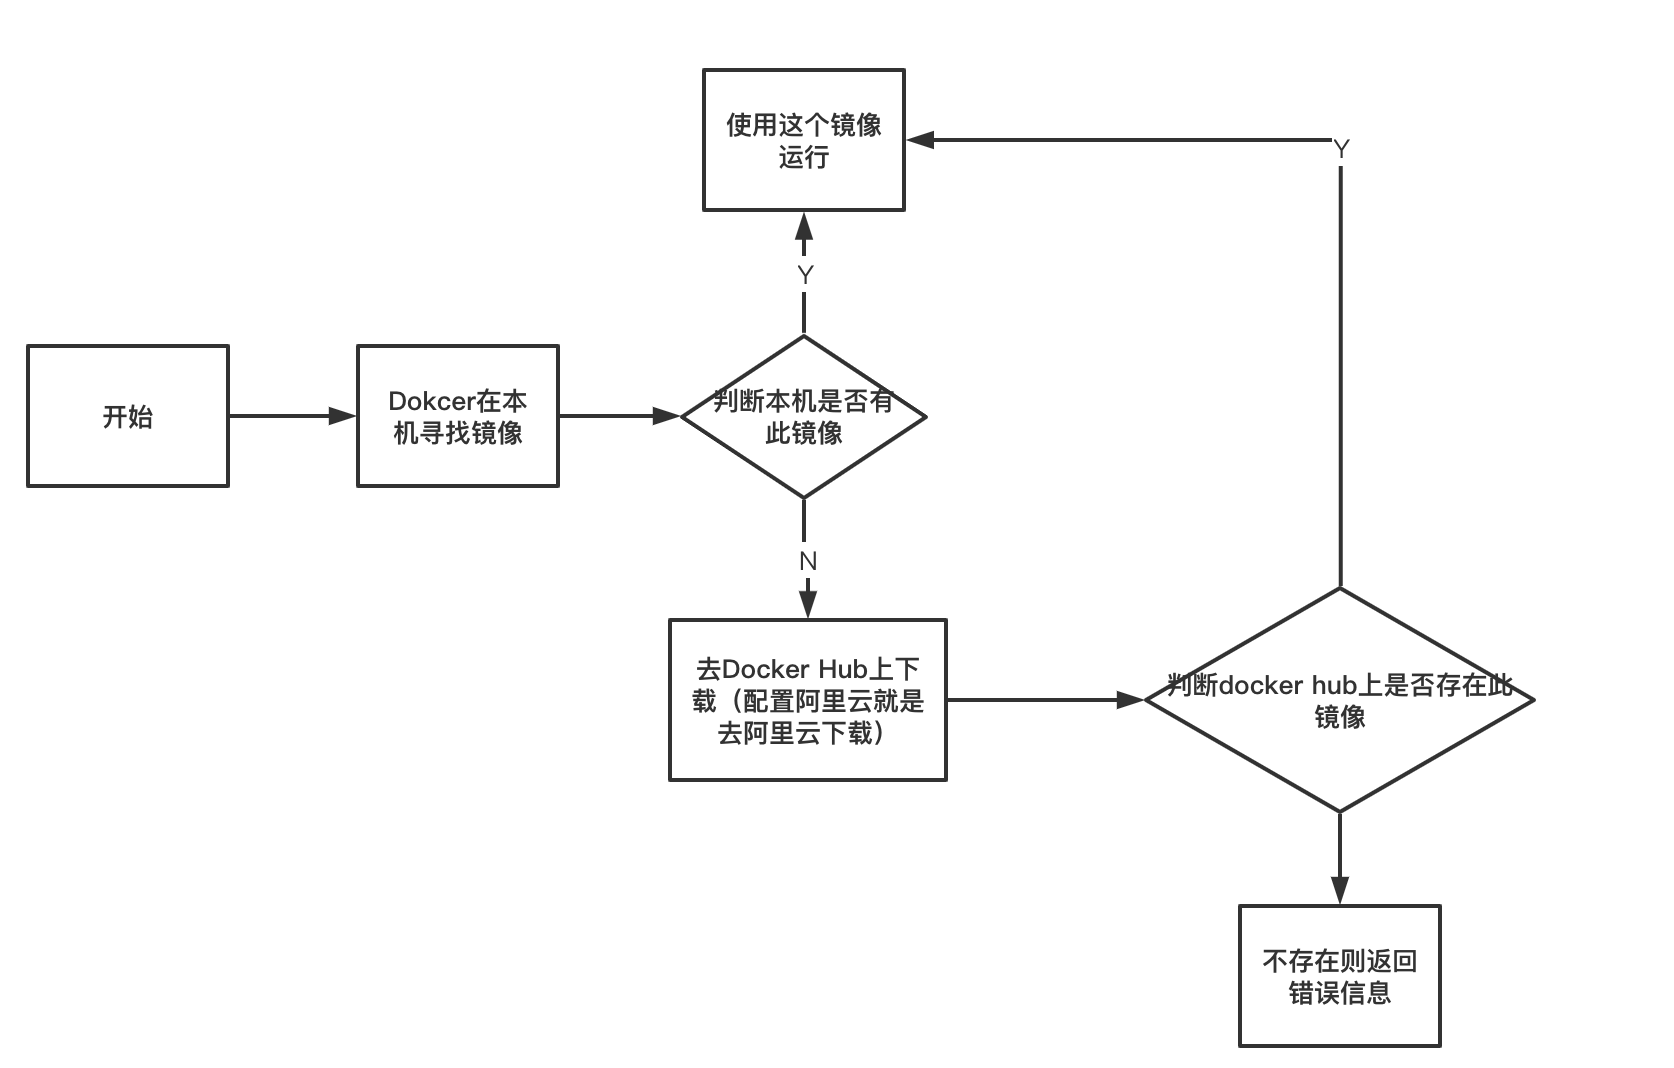 使用这个镜像
运行
Y
Y
开始
Dokcer在本
机寻找镜像
判断本机是否有
此镜像
N
去Docker Hub上下
载（配置阿里云就是
去阿里云下载）
判断docker hub上是否存在此
镜像
不存在则返回
错误信息